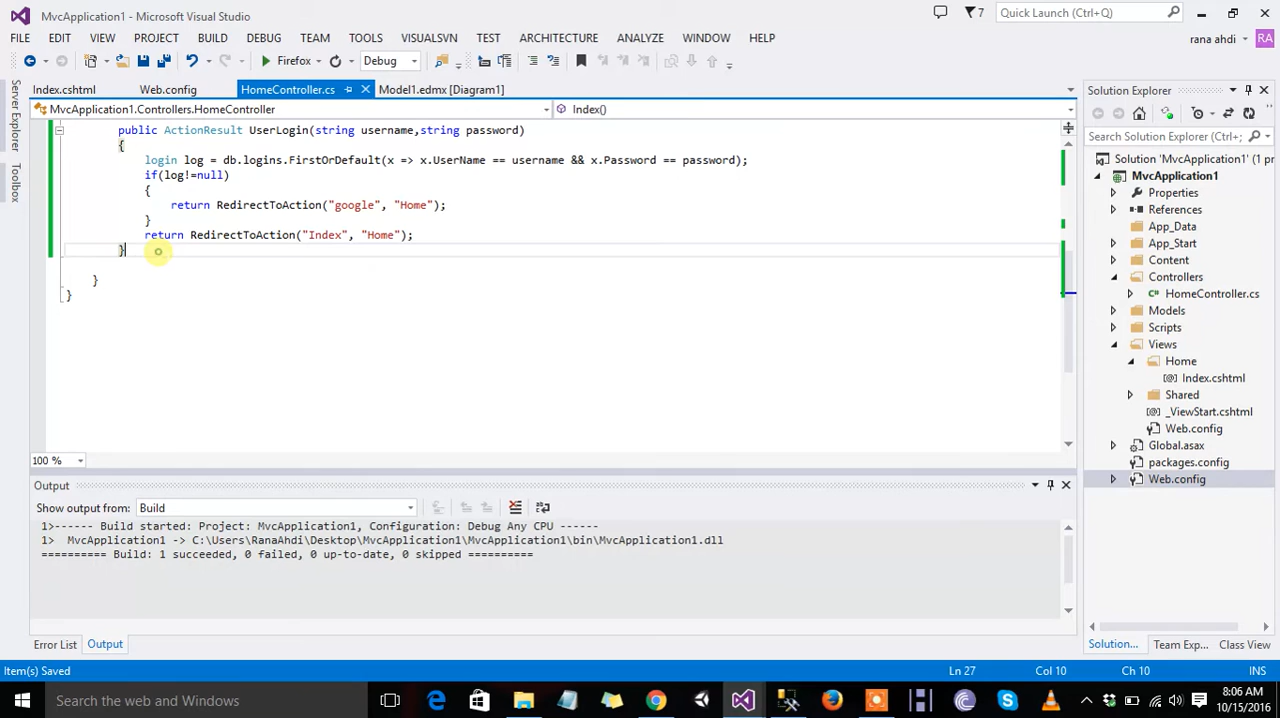 MvcApplication1 - Microsoft Visual Studio
7
Quick Launch (Ctrl+Q)
FILE EDIT VIEW PROJECT BUILD DEBUG TEAM TOOLS VISUALSVN TEST ARCHITECTURE ANALYZE WINDOW HELP
rana ahdi RA
Firefox Debug
Server Explorer
Toolbox
Index.cshtml Web.config HomeController.cs Model1.edmx [Diagram1]
MvcApplication1.Controllers.HomeController Index()
public ActionResult UserLogin(string username,string password)
{
login log = db.logins.FirstOrDefault(x => x.UserName == username && x.Password == password);
if(log!=null)
{
return RedirectToAction("google", "Home");
}
return RedirectToAction("Index", "Home");
}
}
}
100 %
Solution Explorer
Search Solution Explorer (Ctrl+;)
Solution 'MvcApplication1' (1 pr
MvcApplication1
Properties
References
App_Data
App_Start
Content
Controllers
HomeController.cs
Models
Scripts
Views
Home
Index.cshtml
Shared
_ViewStart.cshtml
Web.config
Global.asax
packages.config
Web.config
Solution... Team Exp... Class View
Output
Show output from: Build
1>------ Build started: Project: MvcApplication1, Configuration: Debug Any CPU ------
1> MvcApplication1 -> C:\Users\RanaAhdi\Desktop\MvcApplication1\MvcApplication1\bin\MvcApplication1.dll
========== Build: 1 succeeded, 0 failed, 0 up-to-date, 0 skipped ==========
Error List Output
Item(s) Saved Ln 27 Col 10 Ch 10 INS
Search the web and Windows
8:06 AM
10/15/2016